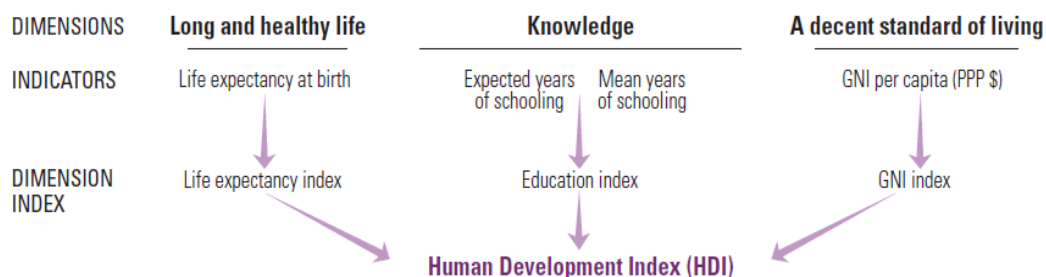 DIMENSIONS Long and healthy life Knowledge A decent standard of living
INDICATORS Life expectancy at birth Expected years of schooling Mean years of schooling GNI per capita (PPP $)
DIMENSION INDEX Life expectancy index Education index GNI index
Human Development Index (HDI)